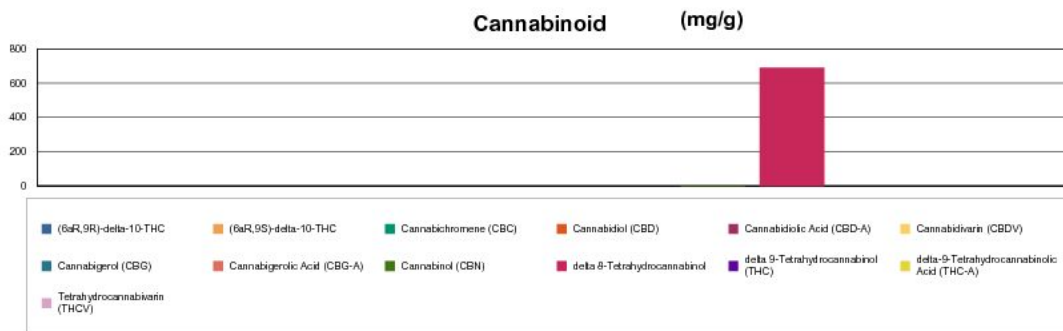 Cannabinoid (mg/g)
800
600
400
200
0
(6aR,9R)-delta-10-THC
(6aR,9S)-delta-10-THC
Cannabichromene (CBC)
Cannabidiol (CBD)
Cannabidiolic Acid (CBD-A)
Cannabidivarin (CBDV)
Cannabigerol (CBG)
Cannabigerolic Acid (CBG-A)
Cannabinol (CBN)
delta 8-Tetrahydrocannabinol
delta 9-Tetrahydrocannabinol
(THC)
delta-9-Tetrahydrocannabinolic
Acid (THC-A)
Tetrahydrocannabivarin
(THCV)